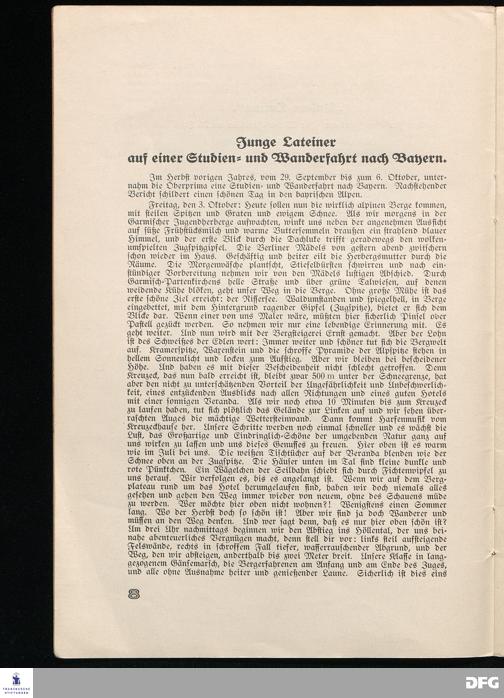 Junge Lateiner
auf einer Studien- und Wanderfahrt nach Bayern.
Im Herbst vorigen Jahres, vom 29. September bis zum 6. Oktober, unter-
nahm die Oberprima eine Studien- und Wanderfahrt nach Bayern. Nachstehender
Bericht schildert einen schönen Tag in den bayrischen Alpen.
Freitag, den 3. Oktober: Heute sollen nun die wirklich alpinen Berge kommen,
mit steilen Spitzen und Graten und ewigem Schnee. Als wir morgens in der
Garmischer Jugendherberge aufwachten, winkt uns neben der angenehmen Aussicht
auf süße Frühstücksmilch und warme Buttersemmeln draußen ein strahlend blauer
Himmel, und der erste Blick durch die Dachluke trifft geradewegs den wolken-
umspielten Zugspitzgipfel. Die Berliner Mädels von gestern abend zwitschern
schon wieder im Haus. Geschäftig und heiter eilt die Herbergsmutter durch die
Räume. Die Morgenwäsche plantscht, Stiefelbürsten schwirren und nach ein-
stündiger Vorbereitung nehmen wir von den Mädels lustigen Abschied. Durch
Garmisch-Partenkirchens helle Straße und über grüne Talwiesen, auf denen
weidende Kühe blöken, geht unser Weg in die Berge. Ohne große Mühe ist das
erste schöne Ziel erreicht: der Riffersee. Waldumstanden und spiegelhell, in Berge
eingebettet, mit dem Hintergrund ragender Gipfel (Zugspitze), bietet er sich dem
Blick dar. Wenn einer von uns Maler wäre, müßten hier sicherlich Pinsel oder
Pastell gezückt werden. So nehmen wir nur eine lebendige Erinnerung mit. Es
geht weiter. Und nun wird mit der Bergsteigerei Ernst gemacht. Aber der Lohn
ist des Schweißes der Edlen wert: Immer weiter und schöner tut sich die Bergwelt
auf. Kramerspitze, Waxenstein und die schroffe Pyramide der Alpspitze stehen in
hellem Sonnenlicht und locken zum Aufstieg. Aber wir bleiben bei bescheidener
Höhe. Und haben es mit dieser Bescheidenheit nicht schlecht getroffen. Denn
Kreuzeck, das nun bald erreicht ist, bleibt zwar 500 m unter der Schneegrenze, hat
aber den nicht zu unterschätzenden Vorteil der Ungefährlichkeit und Unbeschwerlich-
keit, eines entzückenden Ausblicks nach allen Richtungen und eines guten Hotels
mit einer sonnigen Veranda. Als wir noch etwa 10 Minuten bis zum Kreuzeck
zu laufen haben, tut sich plötzlich das Gelände zur Linken auf und wir sehen über-
raschten Auges die mächtige Wettersteinwand. Dann kommt Harfenmusik vom
Kreuzeckhause her. Unsere Schritte werden noch einmal schneller und es wächst die
Lust, das Großartige und Eindringlich-Schöne der umgebenden Natur ganz auf
uns wirken zu lassen und uns dieses Genusses zu freuen. Hier oben ist es warm
wie im Juli bei uns. Die weißen Tischtücher auf der Veranda blenden wie der
Schnee oben an der Zugspitze. Die Häuser unten im Tal sind kleine bunte und
rote Pünktchen. Ein Wägelchen der Seilbahn schiebt sich durch Fichtenwipfel zu
uns herauf. Wir verfolgen es, bis es angelangt ist. Wenn wir auf dem Berg-
plateau rund um das Hotel herumgelaufen sind, haben wir doch niemals alles
gesehen und gehen den Weg immer wieder von neuem, ohne des Schauens müde
zu werden. Wer möchte hier oben nicht wohnen?! Wenigstens einen Sommer
lang. Wo der Herbst doch so schön ist! Aber wir sind ja doch Wanderer und
müssen an den Weg denken. Und wer sagt denn, daß es nur hier oben schön ist?
Um drei Uhr nachmittags beginnen wir den Abstieg ins Höllental, der uns bei-
nahe abenteuerliches Vergnügen macht, denn stell dir vor: links steil aufsteigende
Felswände, rechts in schroffem Fall tiefer, wasserrauschender Abgrund, und der
Weg, den wir absteigen, anderthalb bis zwei Meter breit. Unsere Klasse in lang-
gezogenem Gänsemarsch, die Bergerfahrenen am Anfang und am Ende des Zuges,
und alle ohne Ausnahme heiter und genießender Laune. Sicherlich ist dies eins
8
FRANCKESCHE
STIFTUNGEN
DFG